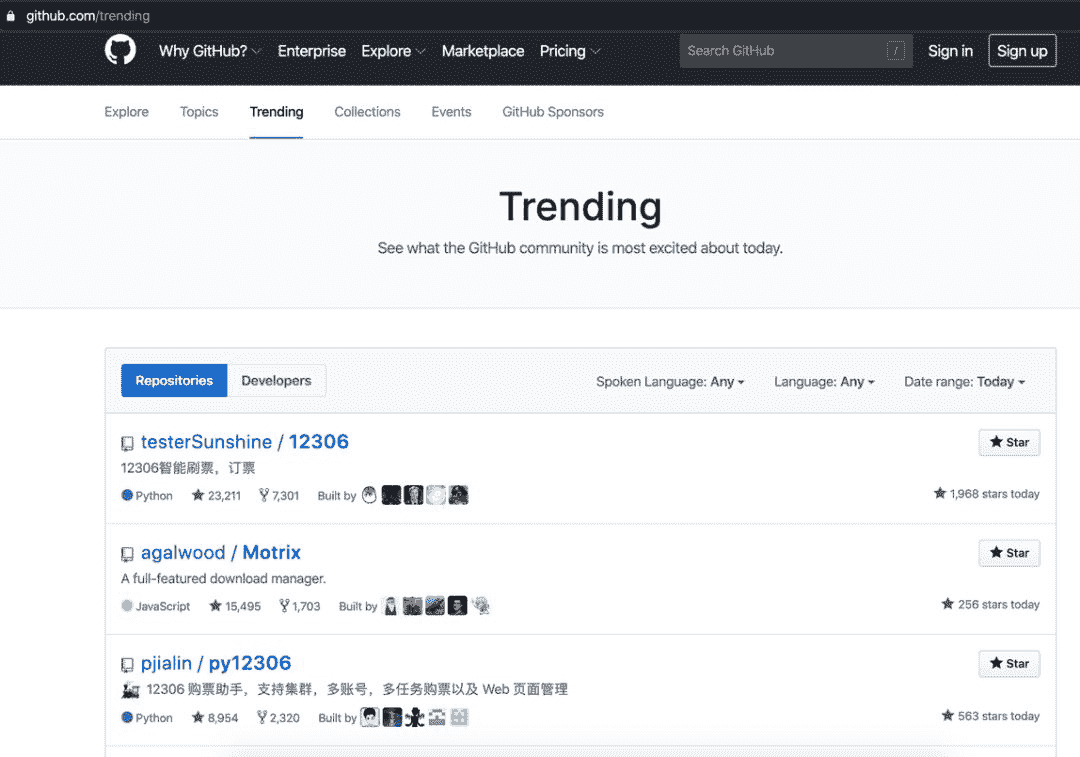 github.com/trending
Why GitHub? Enterprise Explore Marketplace Pricing Search GitHub / Sign in Sign up
Explore Topics Trending Collections Events GitHub Sponsors
Trending
See what the GitHub community is most excited about today.
Repositories Developers Spoken Language: Any Language: Any Date range: Today
testerSunshine / 12306 Star
12306智能刷票，订票
Python 23,211 7,301 Built by 1,968 stars today
agalwood / Motrix Star
A full-featured download manager.
JavaScript 15,495 1,703 Built by 256 stars today
pjialin / py12306 Star
12306 购票助手，支持集群，多账号，多任务购票以及 Web 页面管理
Python 8,954 2,320 Built by 563 stars today